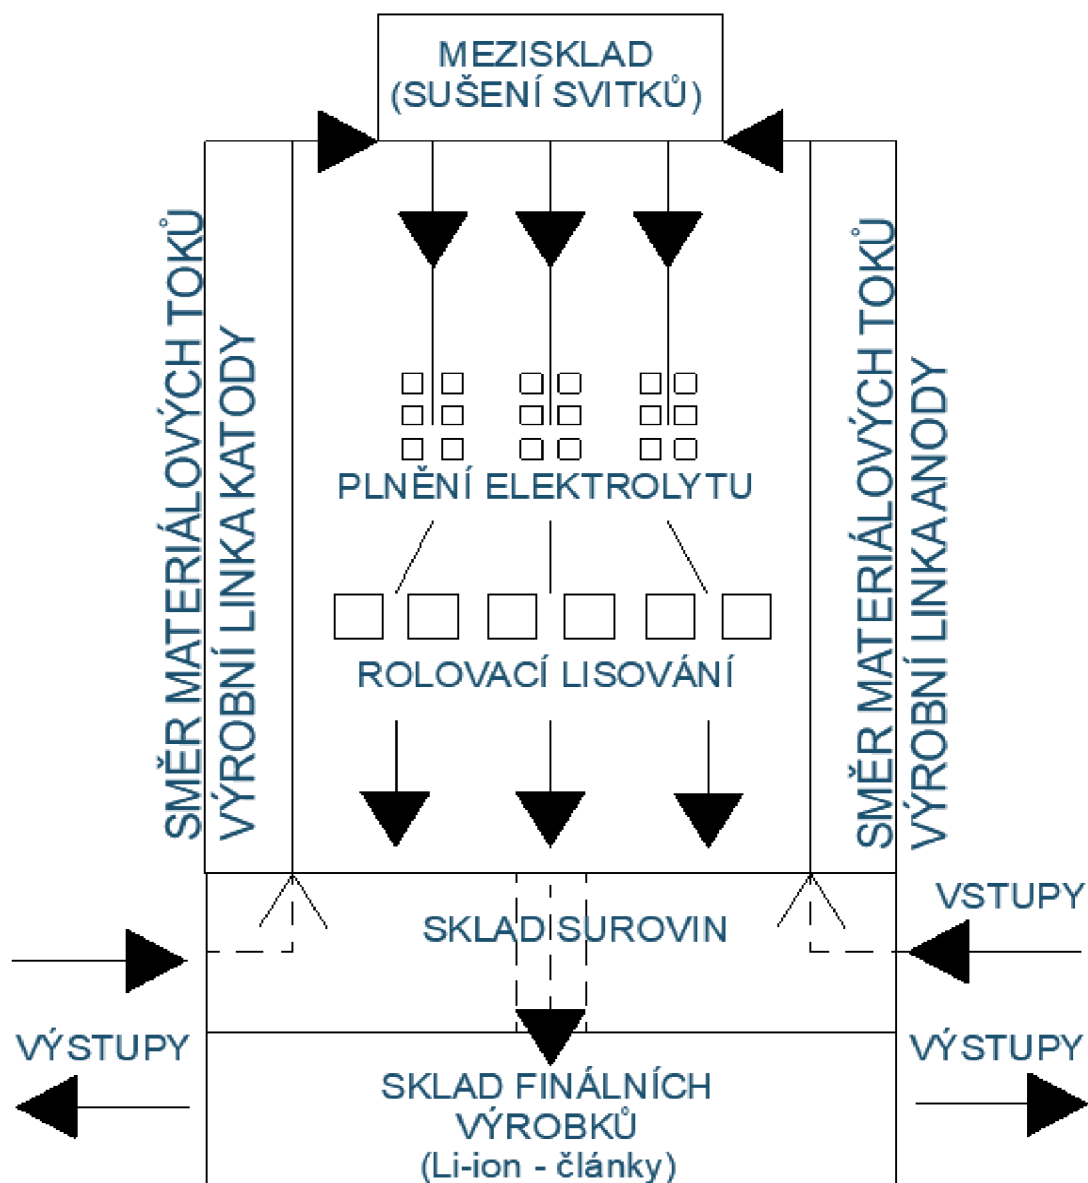 MEZISKLAD
(SUŠENÍ SVITKŮ)
SMĚR MATERIÁLOVÝCH TOKŮ
VÝROBNÍ LINKA KATODY
SMĚR MATERIÁLOVÝCH TOKŮ
VÝROBNÍ LINKA ANODY
PLNĚNÍ ELEKTROLYTU
ROLOVACÍ LISOVÁNÍ
VSTUPY
SKLAD SUROVIN
VÝSTUPY
VÝSTUPY
SKLAD FINÁLNÍCH
VÝROBKŮ
(Li-ion - články)